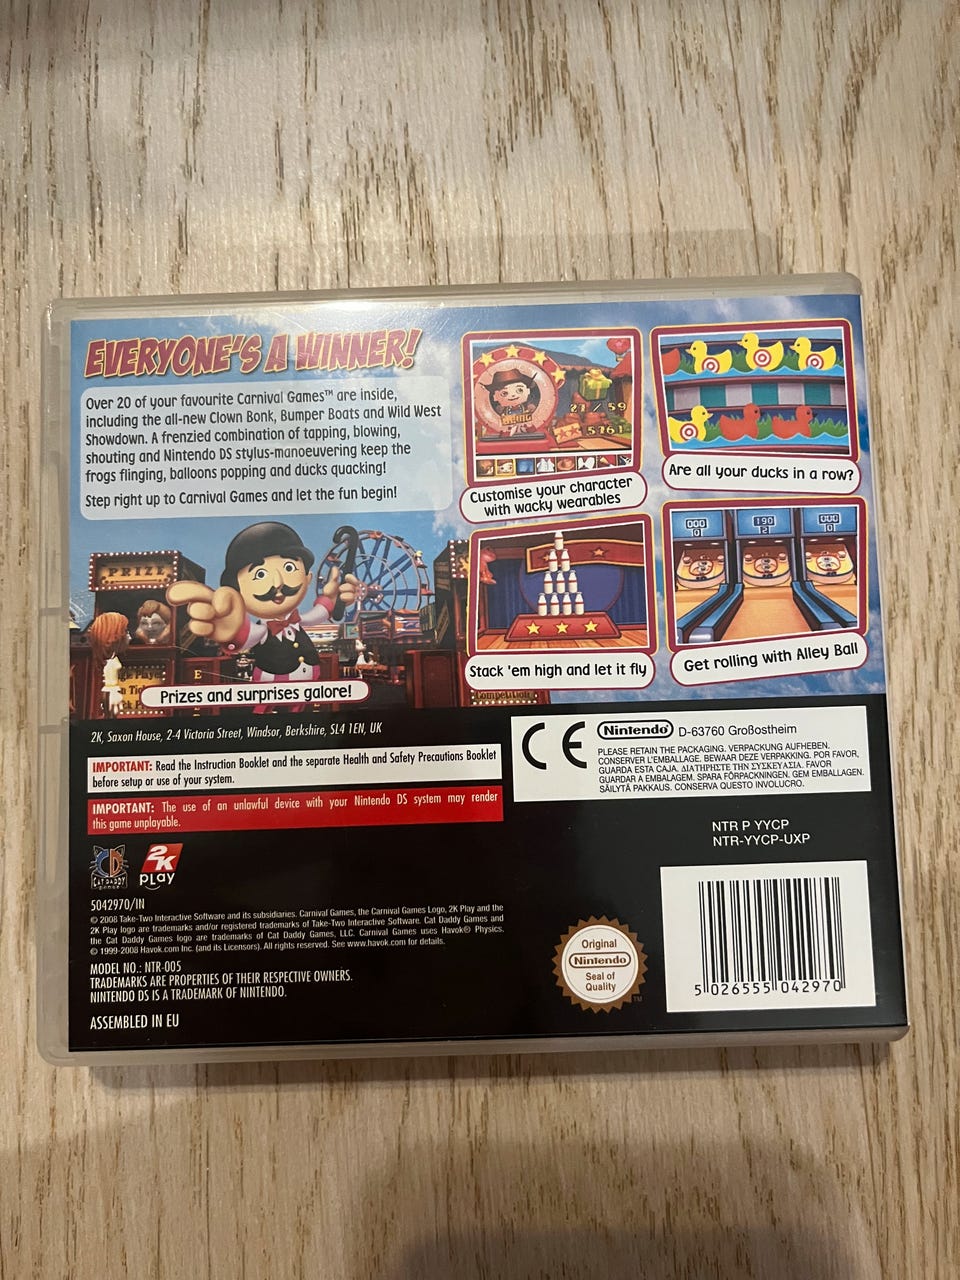 EVERYONE'S A WINNER!
Over 20 of your favourite Carnival Games™ are inside,
including the all-new Clown Bonk, Bumper Boats and Wild West
Showdown. A frenzied combination of tapping, blowing,
shouting and Nintendo DS stylus-manoeuvering keep the
frogs flinging, balloons popping and ducks quacking!
Step right up to Carnival Games and let the fun begin!
27 / 59
5761
Customise your character
with wacky wearables
Are all your ducks in a row?
PRIZE
Prizes and surprises galore!
Stack 'em high and let it fly
000
0
190
2
000
0
Get rolling with Alley Ball
2K, Saxon House, 2-4 Victoria Street, Windsor, Berkshire, SL4 1EN, UK
IMPORTANT: Read the Instruction Booklet and the separate Health and Safety Precautions Booklet
before setup or use of your system.
IMPORTANT: The use of an unlawful device with your Nintendo DS system may render
this game unplayable.
CE
Nintendo® D-63760 Großostheim
PLEASE RETAIN THE PACKAGING. VERPACKUNG AUFHEBEN.
CONSERVER L'EMBALLAGE. BEWAAR DEZE VERPAKKING. POR FAVOR,
GUARDA ESTA CAJA. ΔΙΑΤΗΡΗΣΤΕ ΤΗΝ ΣΥΣΚΕΥΑΣΙΑ. FAVOR
GUARDAR A EMBALAGEM. SPARA FÖRPACKNINGEN. GEM EMBALLAGEN.
SÄILYTÄ PAKKAUS. CONSERVA QUESTO INVOLUCRO.
NTR P YYCP
NTR-YYCP-UXP
CAT DADDY
games
2K
PLAY
5042970/IN
© 2008 Take-Two Interactive Software and its subsidiaries. Carnival Games, the Carnival Games Logo, 2K Play and the
2K Play logo are trademarks and/or registered trademarks of Take-Two Interactive Software. Cat Daddy Games and
the Cat Daddy Games logo are trademarks of Cat Daddy Games, LLC. Carnival Games uses Havok® Physics.
© 1999-2008 Havok.com Inc. (and its Licensors). All rights reserved. See www.havok.com for details.
MODEL NO.: NTR-005
TRADEMARKS ARE PROPERTIES OF THEIR RESPECTIVE OWNERS.
NINTENDO DS IS A TRADEMARK OF NINTENDO.
ASSEMBLED IN EU
Original
Nintendo
Seal of
Quality
TM
5 026555 042970